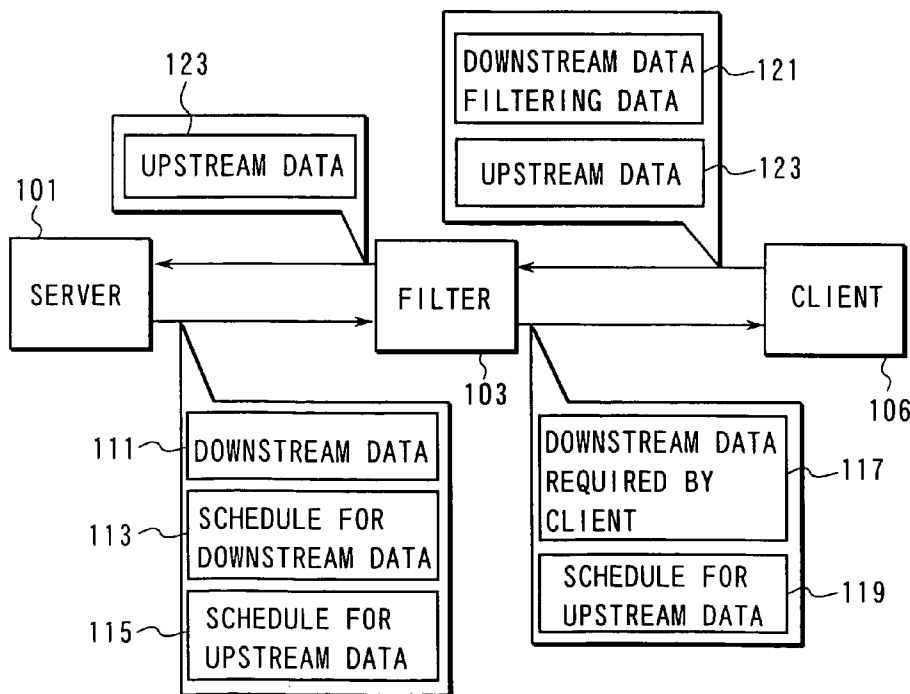 123
UPSTREAM DATA
DOWNSTREAM DATA
FILTERING DATA
121
UPSTREAM DATA
123
101
SERVER
FILTER
103
CLIENT
106
111
DOWNSTREAM DATA
113
SCHEDULE FOR
DOWNSTREAM DATA
115
SCHEDULE FOR
UPSTREAM DATA
DOWNSTREAM DATA
REQUIRED BY
CLIENT
117
SCHEDULE FOR
UPSTREAM DATA
119